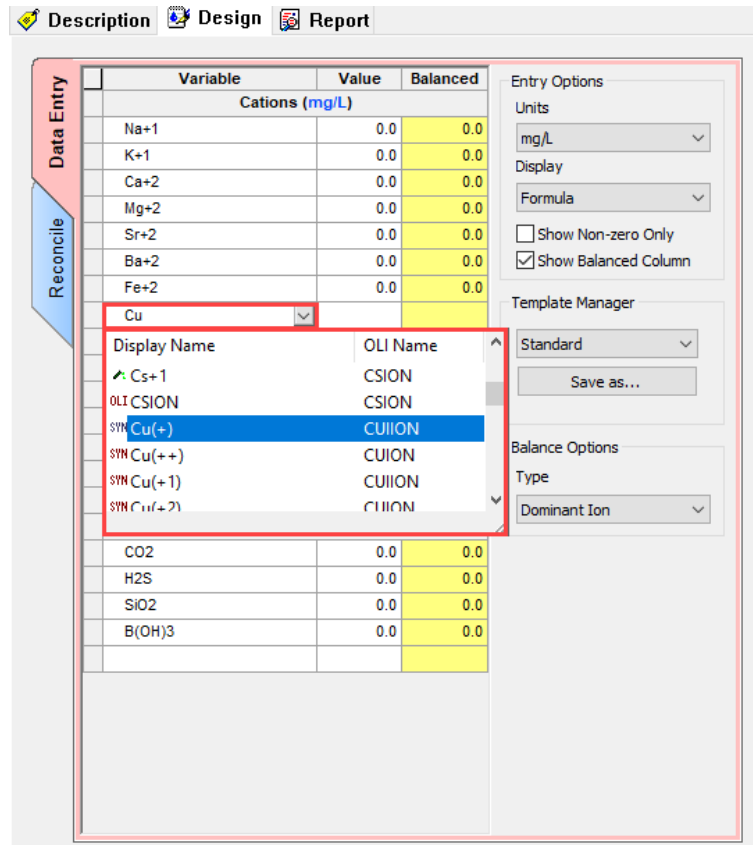 Description Design Report
Data Entry
Reconcile
Variable Value Balanced
Cations (mg/L)
Na+1 0.0 0.0
K+1 0.0 0.0
Ca+2 0.0 0.0
Mg+2 0.0 0.0
Sr+2 0.0 0.0
Ba+2 0.0 0.0
Fe+2 0.0 0.0
Cu
Display Name OLI Name
Cs+1 CSION
OLI CSION CSION
SYN Cu(+) CUIION
SYN Cu(++) CUION
SYN Cu(+1) CUIION
SYN Cu(+2) CUION
CO2 0.0 0.0
H2S 0.0 0.0
SiO2 0.0 0.0
B(OH)3 0.0 0.0
Entry Options
Units
mg/L
Display
Formula
Show Non-zero Only
Show Balanced Column
Template Manager
Standard
Save as...
Balance Options
Type
Dominant Ion